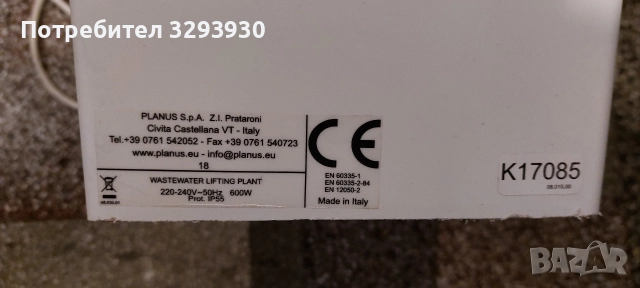 Потребител 3293930
PLANUS S.p.A.  Z.I. Prataroni
Civita Castellana VT - Italy
Tel.+39 0761 542052 - Fax +39 0761 540723
www.planus.eu - info@planus.eu
18
WASTEWATER LIFTING PLANT
220-240V~50Hz 600W
Prot. IP55
CE
EN 60335-1
EN 60335-2-84
EN 12050-2
Made in Italy
K17085
BAZAR